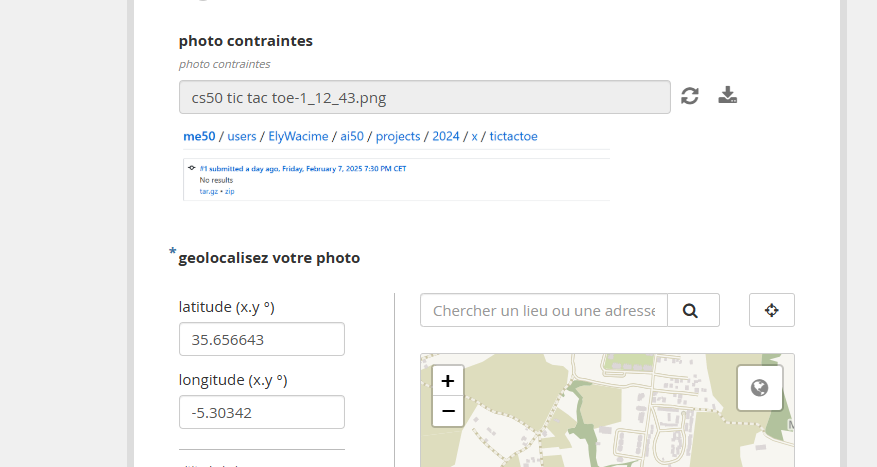 photo contraintes
photo contraintes
cs50 tic tac toe-1_12_43.png
me50 / users / ElyWacime / ai50 / projects / 2024 / x / tictactoe
#1 submitted a day ago, Friday, February 7, 2025 7:30 PM CET
No results
tar.gz • zip
* geolocalisez votre photo
latitude (x.y °)
Chercher un lieu ou une adresse
35.656643
longitude (x.y °)
-5.30342
+
−